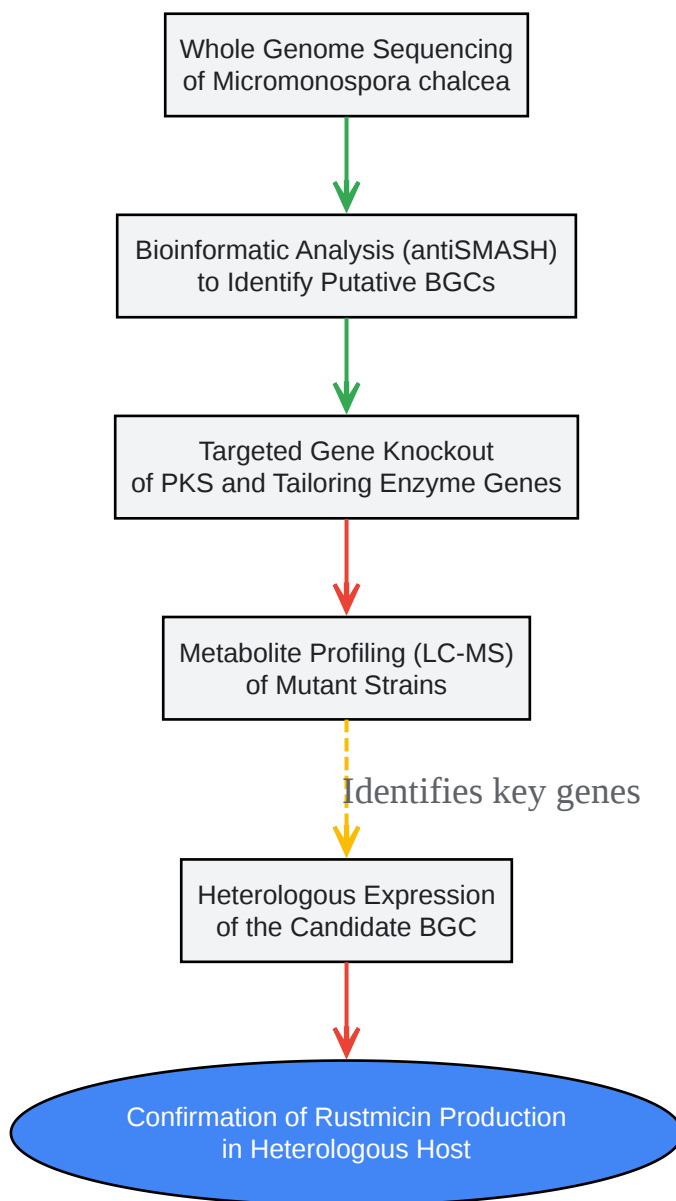 Whole Genome Sequencing
of Micromonospora chalcea
Bioinformatic Analysis (antiSMASH)
to Identify Putative BGCs
Targeted Gene Knockout
of PKS and Tailoring Enzyme Genes
Metabolite Profiling (LC-MS)
of Mutant Strains
Identifies key genes
Heterologous Expression
of the Candidate BGC
Confirmation of Rustmicin Production
in Heterologous Host